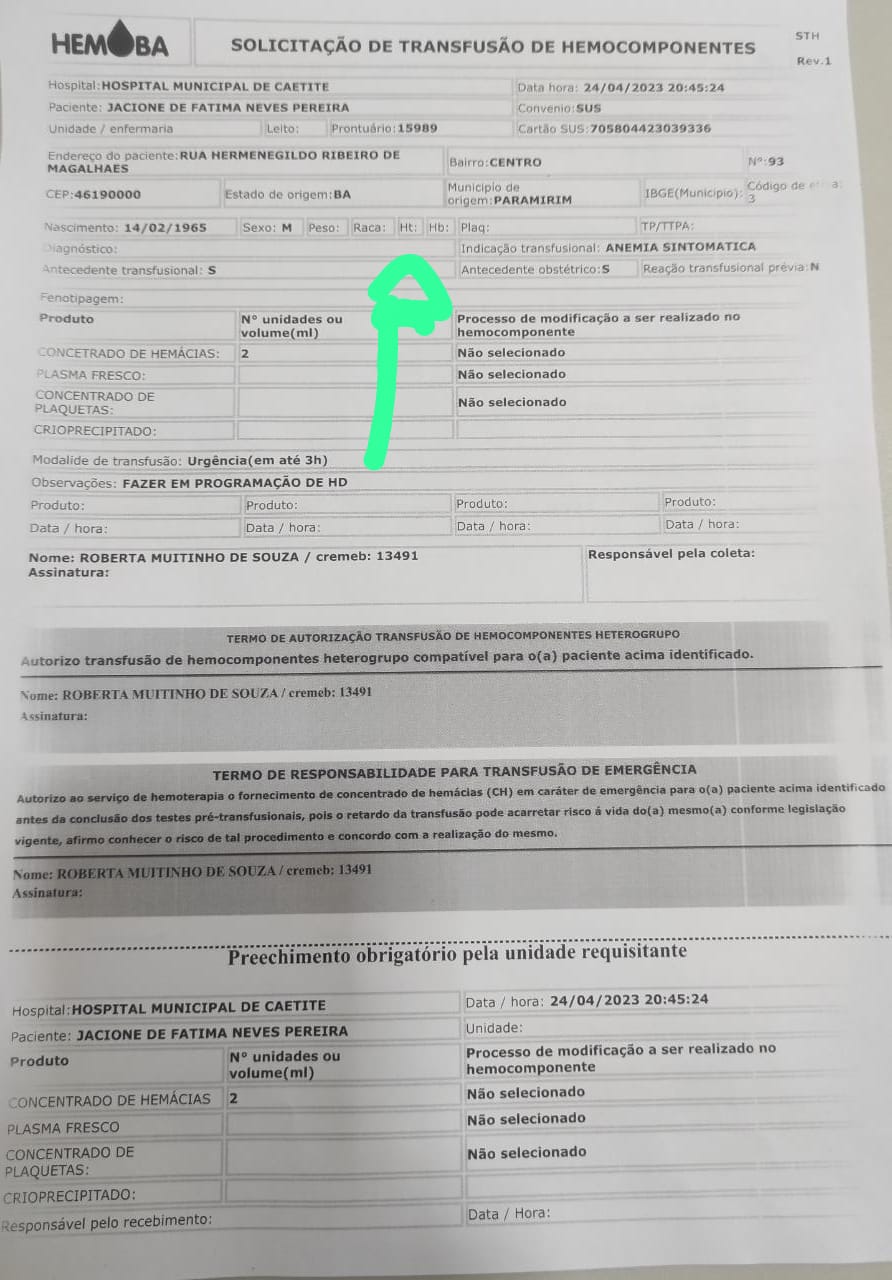 HEMOBA
SOLICITAÇÃO DE TRANSFUSÃO DE HEMOCOMPONENTES
STH
Rev.1
Hospital:HOSPITAL MUNICIPAL DE CAETITE Data hora: 24/04/2023 20:45:24
Paciente: JACIONE DE FATIMA NEVES PEREIRA Convenio:SUS
Unidade / enfermaria Leito: Prontuário:15989 Cartão SUS:705804423039336
Endereço do paciente:RUA HERMENEGILDO RIBEIRO DE MAGALHAES Bairro:CENTRO Nº:93
CEP:46190000 Estado de origem:BA Municipio de origem:PARAMIRIM IBGE(Municipio): Código de 3
Nascimento: 14/02/1965 Sexo: M Peso: Raca: Ht: Hb: Plaq: TP/TTPA:
Diagnóstico: Indicação transfusional: ANEMIA SINTOMATICA
Antecedente transfusional: S Antecedente obstétrico:S Reação transfusional prévia:N
Fenotipagem:
Produto Nº unidades ou volume(ml) Processo de modificação a ser realizado no hemocomponente
CONCETRADO DE HEMÁCIAS: 2 Não selecionado
PLASMA FRESCO: Não selecionado
CONCENTRADO DE PLAQUETAS: Não selecionado
CRIOPRECIPITADO:
Modalide de transfusão: Urgência(em até 3h)
Observações: FAZER EM PROGRAMAÇÃO DE HD
Produto: Produto: Produto: Produto:
Data / hora: Data / hora: Data / hora: Data / hora:
Nome: ROBERTA MUITINHO DE SOUZA / cremeb: 13491 Responsável pela coleta:
Assinatura:
TERMO DE AUTORIZAÇÃO TRANSFUSÃO DE HEMOCOMPONENTES HETEROGRUPO
Autorizo transfusão de hemocomponentes heterogrupo compatível para o(a) paciente acima identificado.
Nome: ROBERTA MUITINHO DE SOUZA / cremeb: 13491
Assinatura:
TERMO DE RESPONSABILIDADE PARA TRANSFUSÃO DE EMERGÊNCIA
Autorizo ao serviço de hemoterapia o fornecimento de concentrado de hemácias (CH) em caráter de emergência para o(a) paciente acima identificado
antes da conclusão dos testes pré-transfusionais, pois o retardo da transfusão pode acarretar risco á vida do(a) mesmo(a) conforme legislação
vigente, afirmo conhecer o risco de tal procedimento e concordo com a realização do mesmo.
Nome: ROBERTA MUITINHO DE SOUZA / cremeb: 13491
Assinatura:
Preechimento obrigatório pela unidade requisitante
Hospital:HOSPITAL MUNICIPAL DE CAETITE Data / hora: 24/04/2023 20:45:24
Paciente: JACIONE DE FATIMA NEVES PEREIRA Unidade:
Produto Nº unidades ou volume(ml) Processo de modificação a ser realizado no hemocomponente
CONCENTRADO DE HEMÁCIAS 2 Não selecionado
PLASMA FRESCO Não selecionado
CONCENTRADO DE PLAQUETAS: Não selecionado
CRIOPRECIPITADO:
Responsável pelo recebimento: Data / Hora: